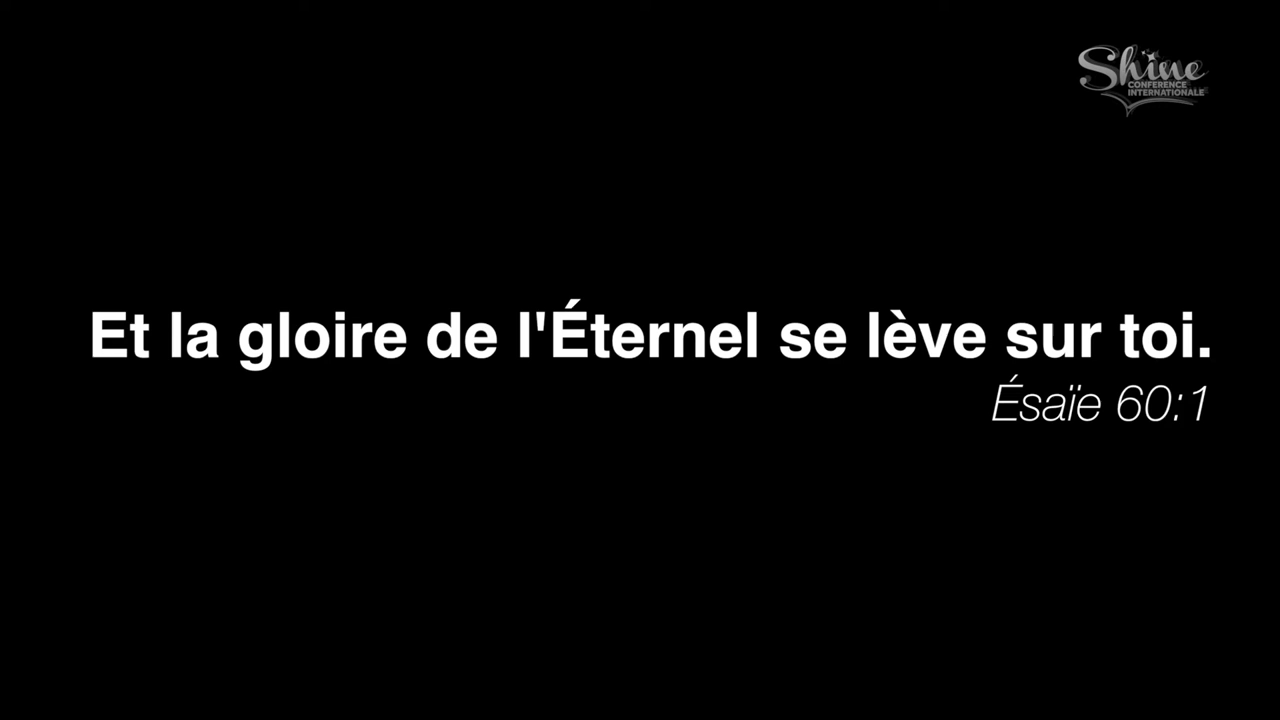 Shine
CONFERENCE
INTERNATIONALE
Et la gloire de l'Éternel se lève sur toi.
Ésaïe 60:1